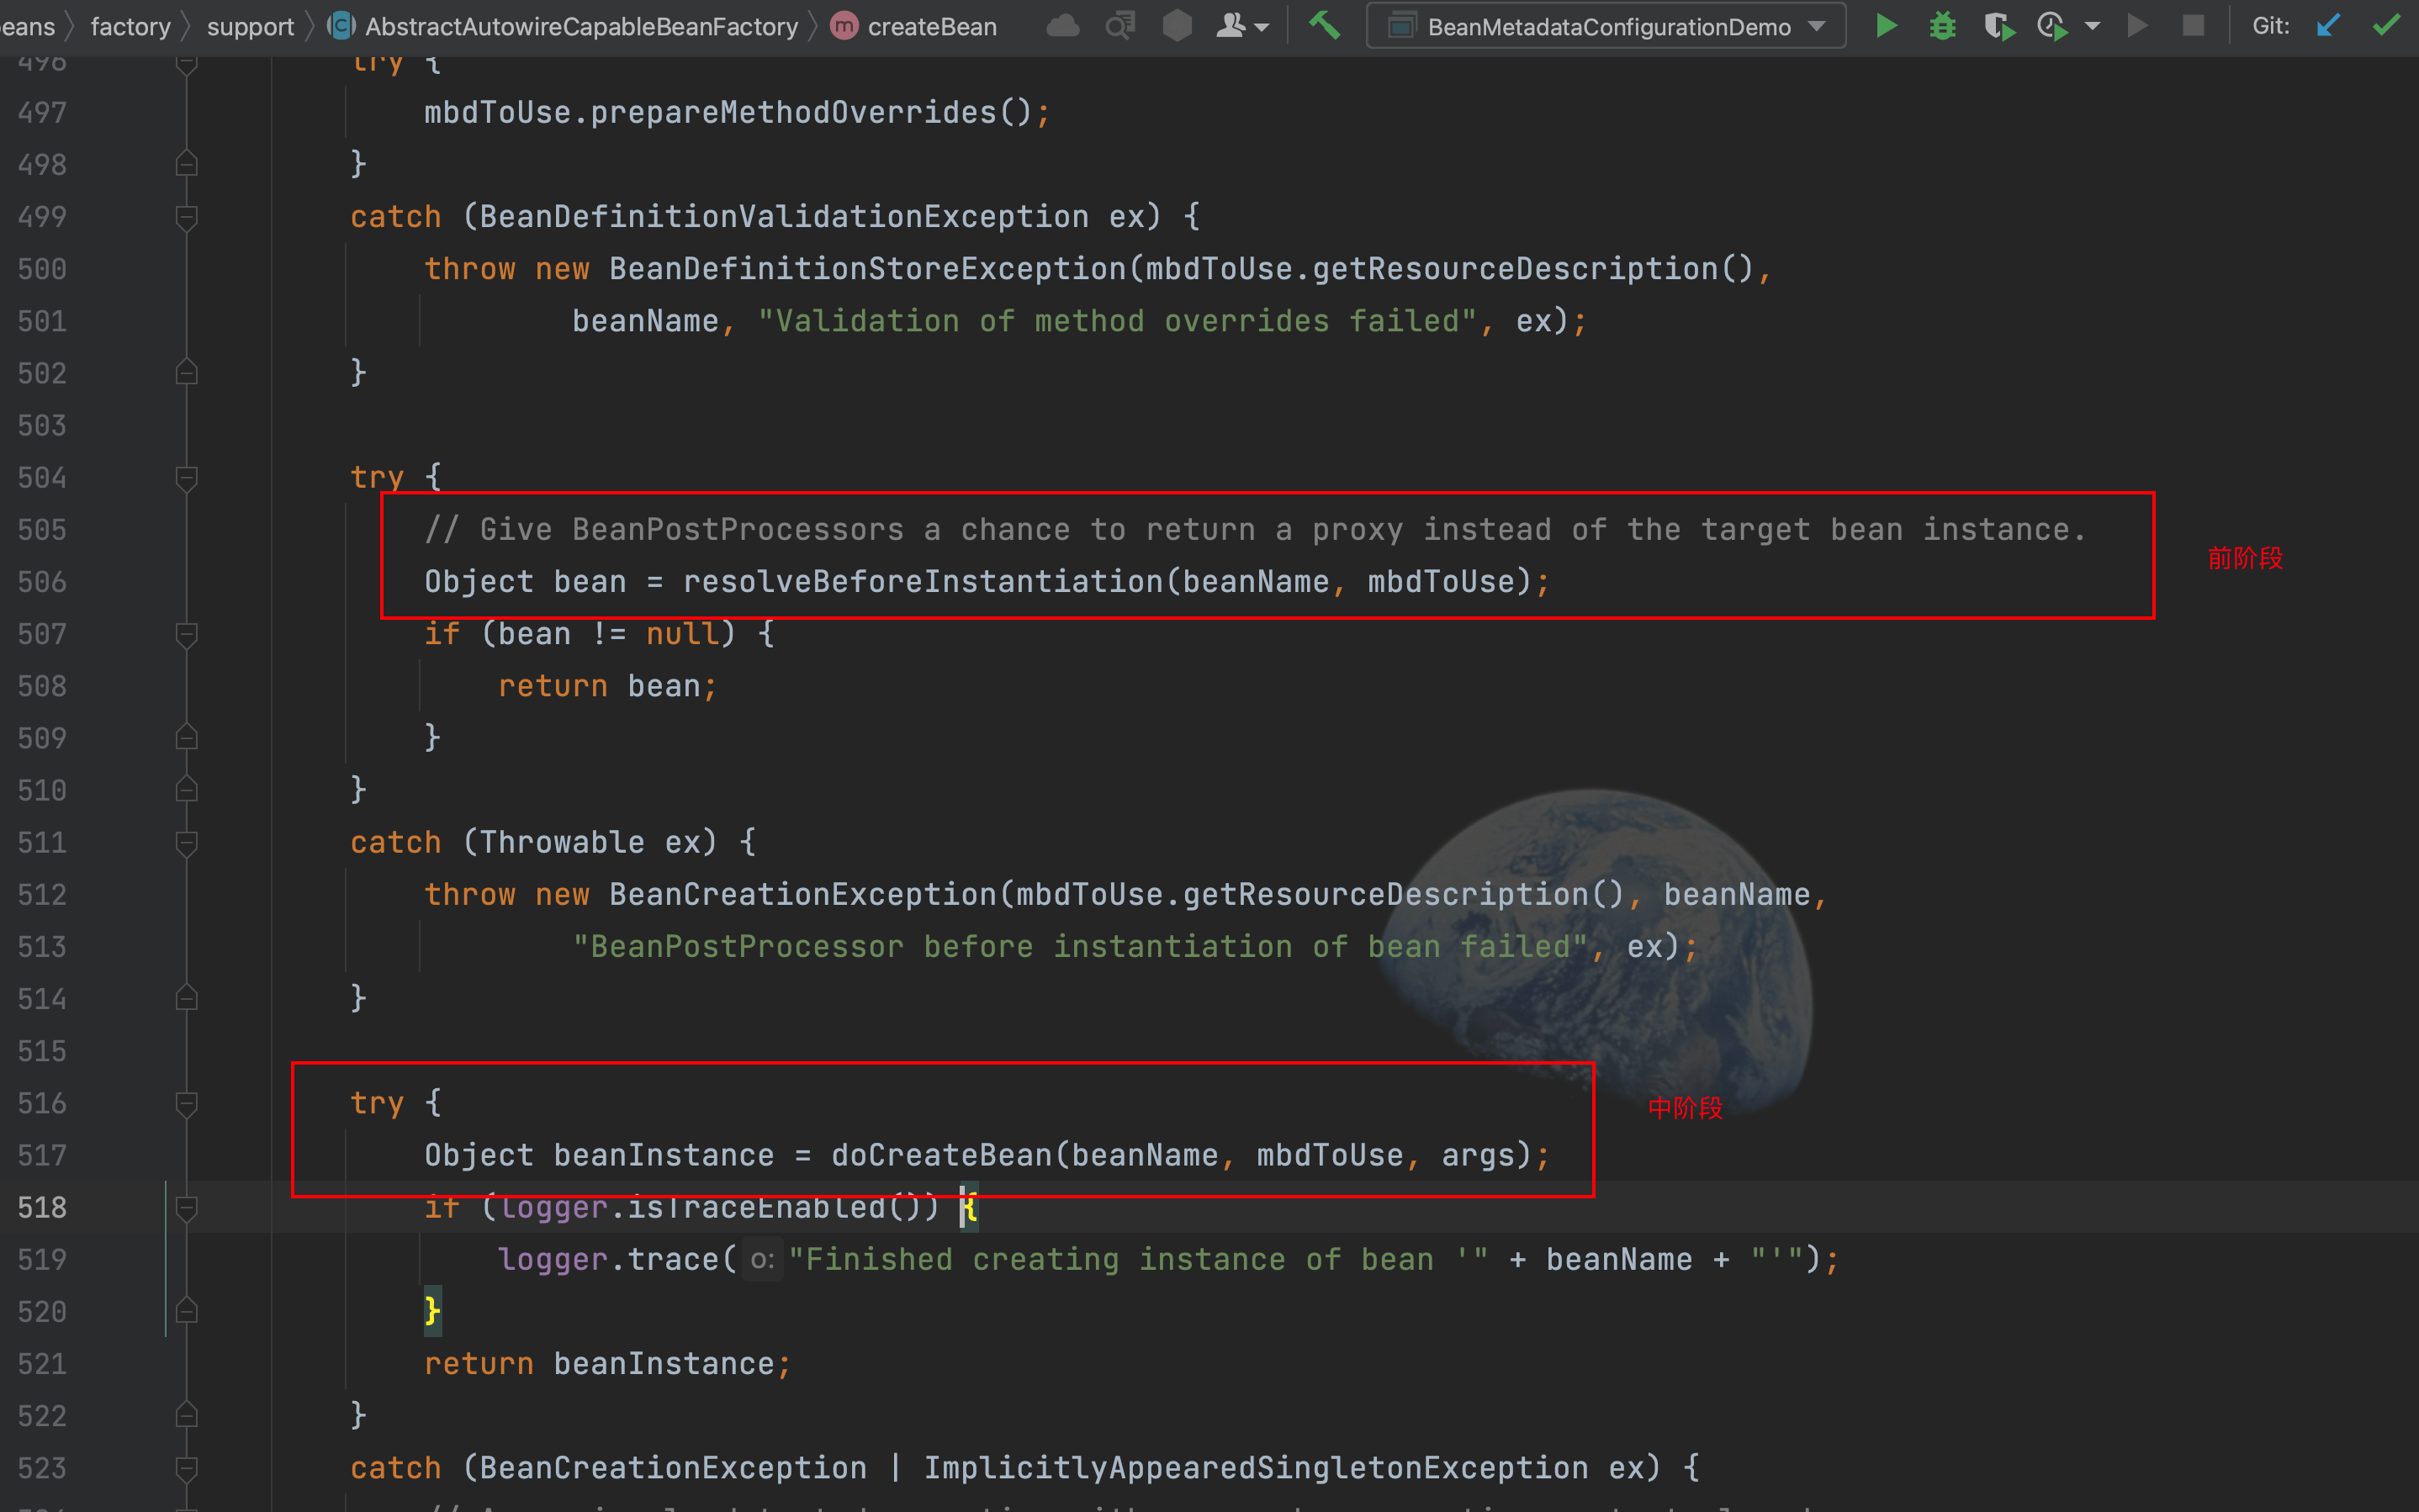 eans factory support AbstractAutowireCapableBeanFactory createBean BeanMetadataConfigurationDemo Git:
496 try {
497 mbdToUse.prepareMethodOverrides();
498 }
499 catch (BeanDefinitionValidationException ex) {
500 throw new BeanDefinitionStoreException(mbdToUse.getResourceDescription(),
501 beanName, "Validation of method overrides failed", ex);
502 }
503
504 try {
505 // Give BeanPostProcessors a chance to return a proxy instead of the target bean instance.
前阶段
506 Object bean = resolveBeforeInstantiation(beanName, mbdToUse);
507 if (bean != null) {
508 return bean;
509 }
510 }
511 catch (Throwable ex) {
512 throw new BeanCreationException(mbdToUse.getResourceDescription(), beanName,
513 "BeanPostProcessor before instantiation of bean failed", ex);
514 }
515
516 try {
中阶段
517 Object beanInstance = doCreateBean(beanName, mbdToUse, args);
518 if (logger.isTraceEnabled()) {
519 logger.trace( o: "Finished creating instance of bean '" + beanName + "'");
520 }
521 return beanInstance;
522 }
523 catch (BeanCreationException | ImplicitlyAppearedSingletonException ex) {